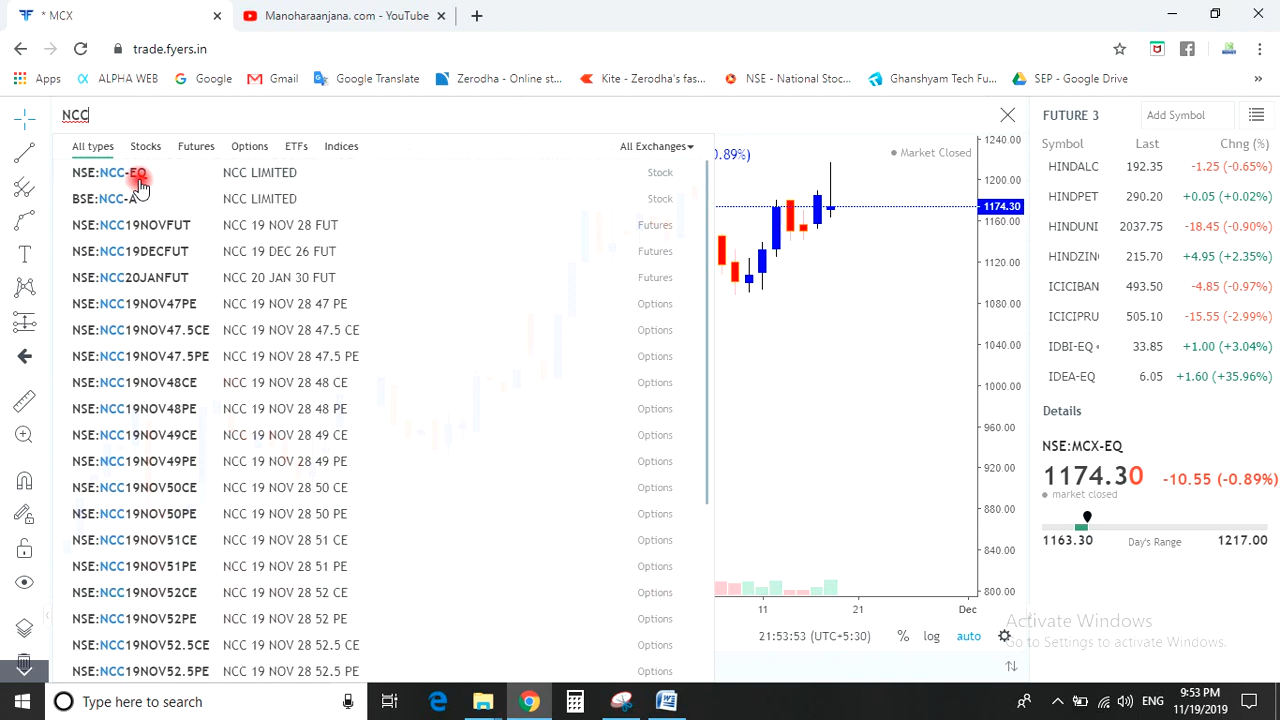 * MCX
Manoharaanjana. com - YouTube
trade.fyers.in
Apps
ALPHA WEB
Google
Gmail
Google Translate
Zerodha - Online st...
Kite - Zerodha's fas...
NSE - National Stoc...
Ghanshyam Tech Fu...
SEP - Google Drive
NCC
All types Stocks Futures Options ETFs Indices All Exchanges
NSE:NCC-EQ NCC LIMITED Stock
BSE:NCC-A NCC LIMITED Stock
NSE:NCC19NOVFUT NCC 19 NOV 28 FUT Futures
NSE:NCC19DECFUT NCC 19 DEC 26 FUT Futures
NSE:NCC20JANFUT NCC 20 JAN 30 FUT Futures
NSE:NCC19NOV47PE NCC 19 NOV 28 47 PE Options
NSE:NCC19NOV47.5CE NCC 19 NOV 28 47.5 CE Options
NSE:NCC19NOV47.5PE NCC 19 NOV 28 47.5 PE Options
NSE:NCC19NOV48CE NCC 19 NOV 28 48 CE Options
NSE:NCC19NOV48PE NCC 19 NOV 28 48 PE Options
NSE:NCC19NOV49CE NCC 19 NOV 28 49 CE Options
NSE:NCC19NOV49PE NCC 19 NOV 28 49 PE Options
NSE:NCC19NOV50CE NCC 19 NOV 28 50 CE Options
NSE:NCC19NOV50PE NCC 19 NOV 28 50 PE Options
NSE:NCC19NOV51CE NCC 19 NOV 28 51 CE Options
NSE:NCC19NOV51PE NCC 19 NOV 28 51 PE Options
NSE:NCC19NOV52CE NCC 19 NOV 28 52 CE Options
NSE:NCC19NOV52PE NCC 19 NOV 28 52 PE Options
NSE:NCC19NOV52.5CE NCC 19 NOV 28 52.5 CE Options
NSE:NCC19NOV52.5PE NCC 19 NOV 28 52.5 PE Options
0.89%)
Market Closed
1240.00
1200.00
1174.30
1160.00
1120.00
1080.00
1040.00
1000.00
960.00
920.00
880.00
840.00
800.00
11 21 Dec
21:53:53 (UTC+5:30) % log auto
FUTURE 3 Add Symbol
Symbol Last Chng (%)
HINDALC 192.35 -1.25 (-0.65%)
HINDPET 290.20 +0.05 (+0.02%)
HINDUNI 2037.75 -18.45 (-0.90%)
HINDZIN 215.70 +4.95 (+2.35%)
ICICIBAN 493.50 -4.85 (-0.97%)
ICICIPRU 505.10 -15.55 (-2.99%)
IDBI-EQ 33.85 +1.00 (+3.04%)
IDEA-EQ 6.05 +1.60 (+35.96%)
Details
NSE:MCX-EQ
1174.30 -10.55 (-0.89%)
market closed
1163.30 Day's Range 1217.00
Activate Windows
Go to Settings to activate Windows.
Type here to search
ENG
9:53 PM
11/19/2019